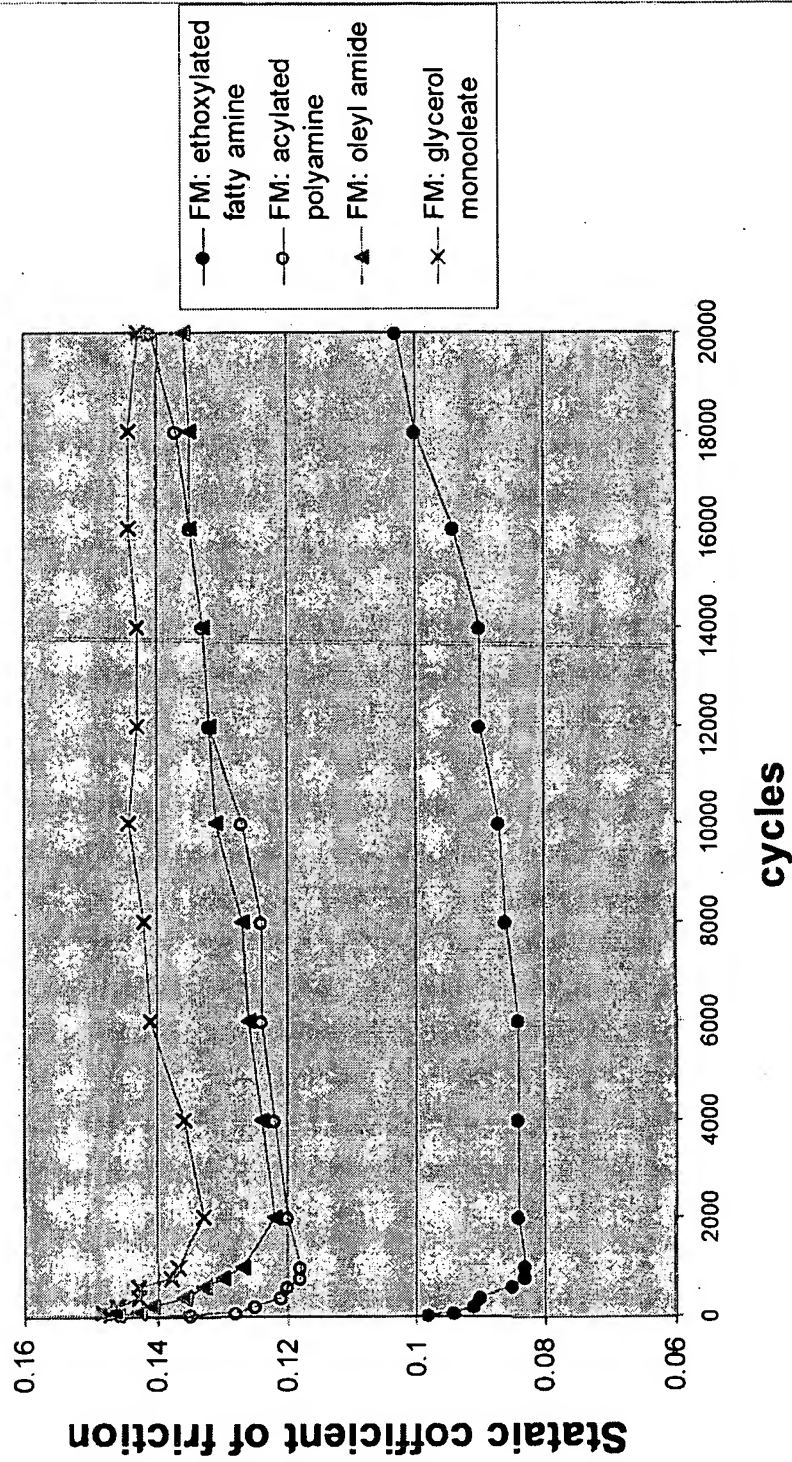 Stataic cofficient of friction
0.16
0.14
0.12
0.1
0.08
0.06
0
2000
4000
6000
8000
10000
12000
14000
16000
18000
20000
cycles
FM: ethoxylated
fatty amine
FM: acylated
polyamine
FM: oleyl amide
FM: glycerol
monooleate